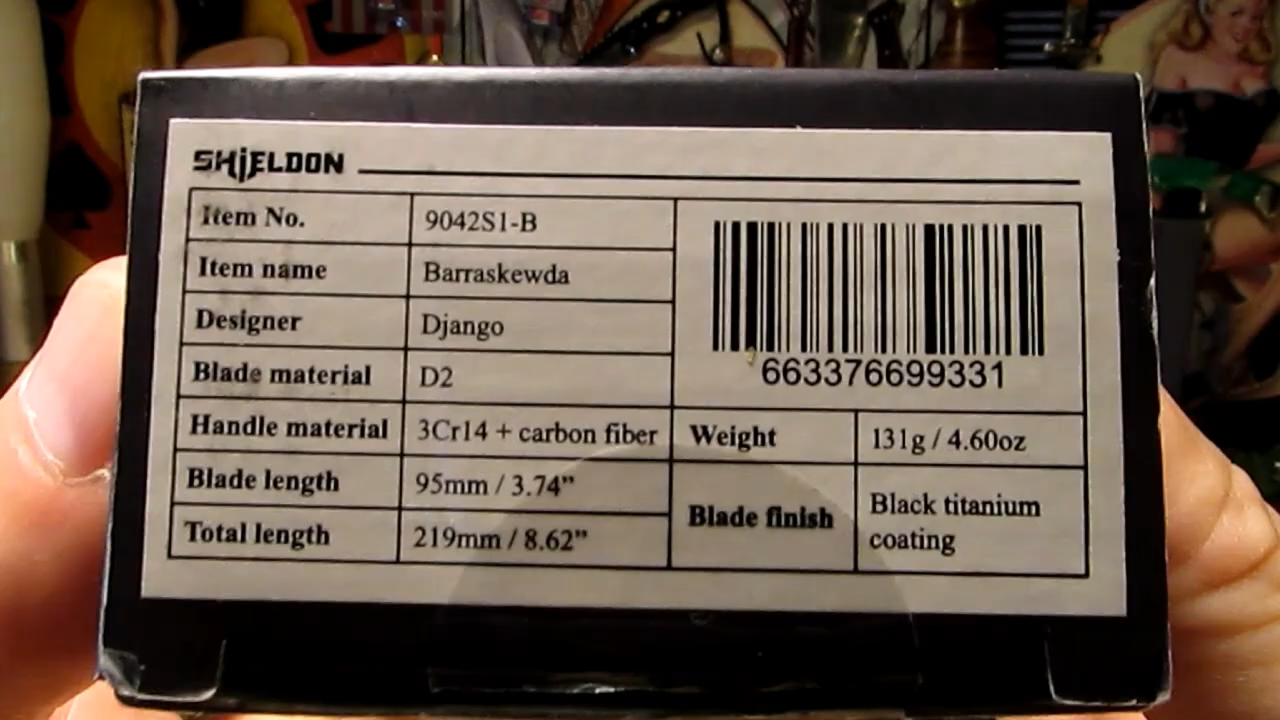 SHIELDON
Item No. 9042S1-B
Item name Barraskewda
Designer Django
Blade material D2
Handle material 3Cr14 + carbon fiber
Blade length 95mm / 3.74”
Total length 219mm / 8.62”
663376699331
Weight 131g / 4.60oz
Blade finish Black titanium
coating